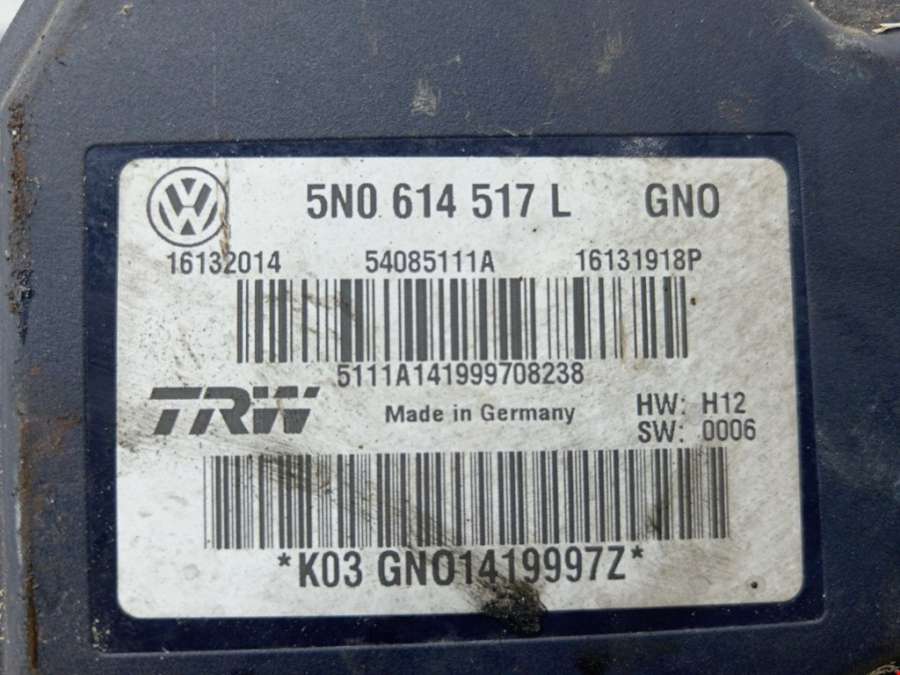 5N0 614 517 L GNO
16132014 54085111A 16131918P
5111A141999708238
TRW Made in Germany HW: H12
SW: 0006
*K03 GNO1419997Z*